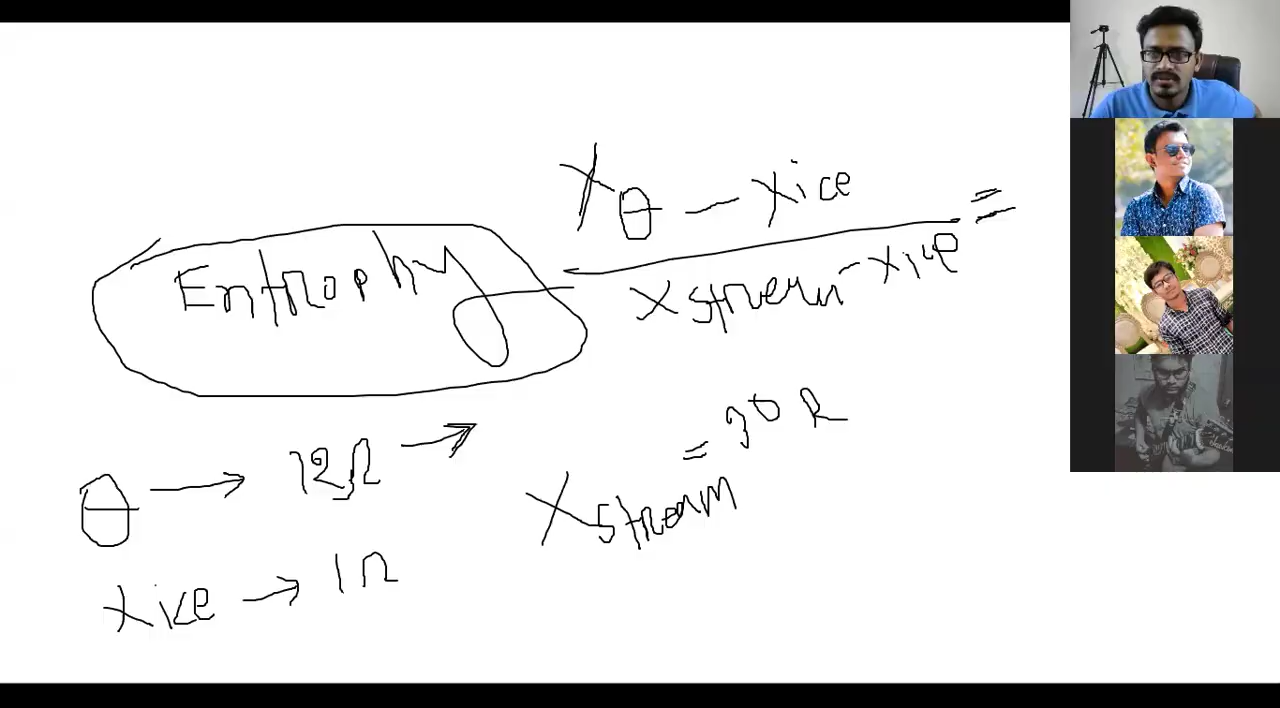 Xθ - Xice =
Entrophy
Xstream - Xice
= 30 R
θ → 12Ω →
Xstream
Xice → 1Ω